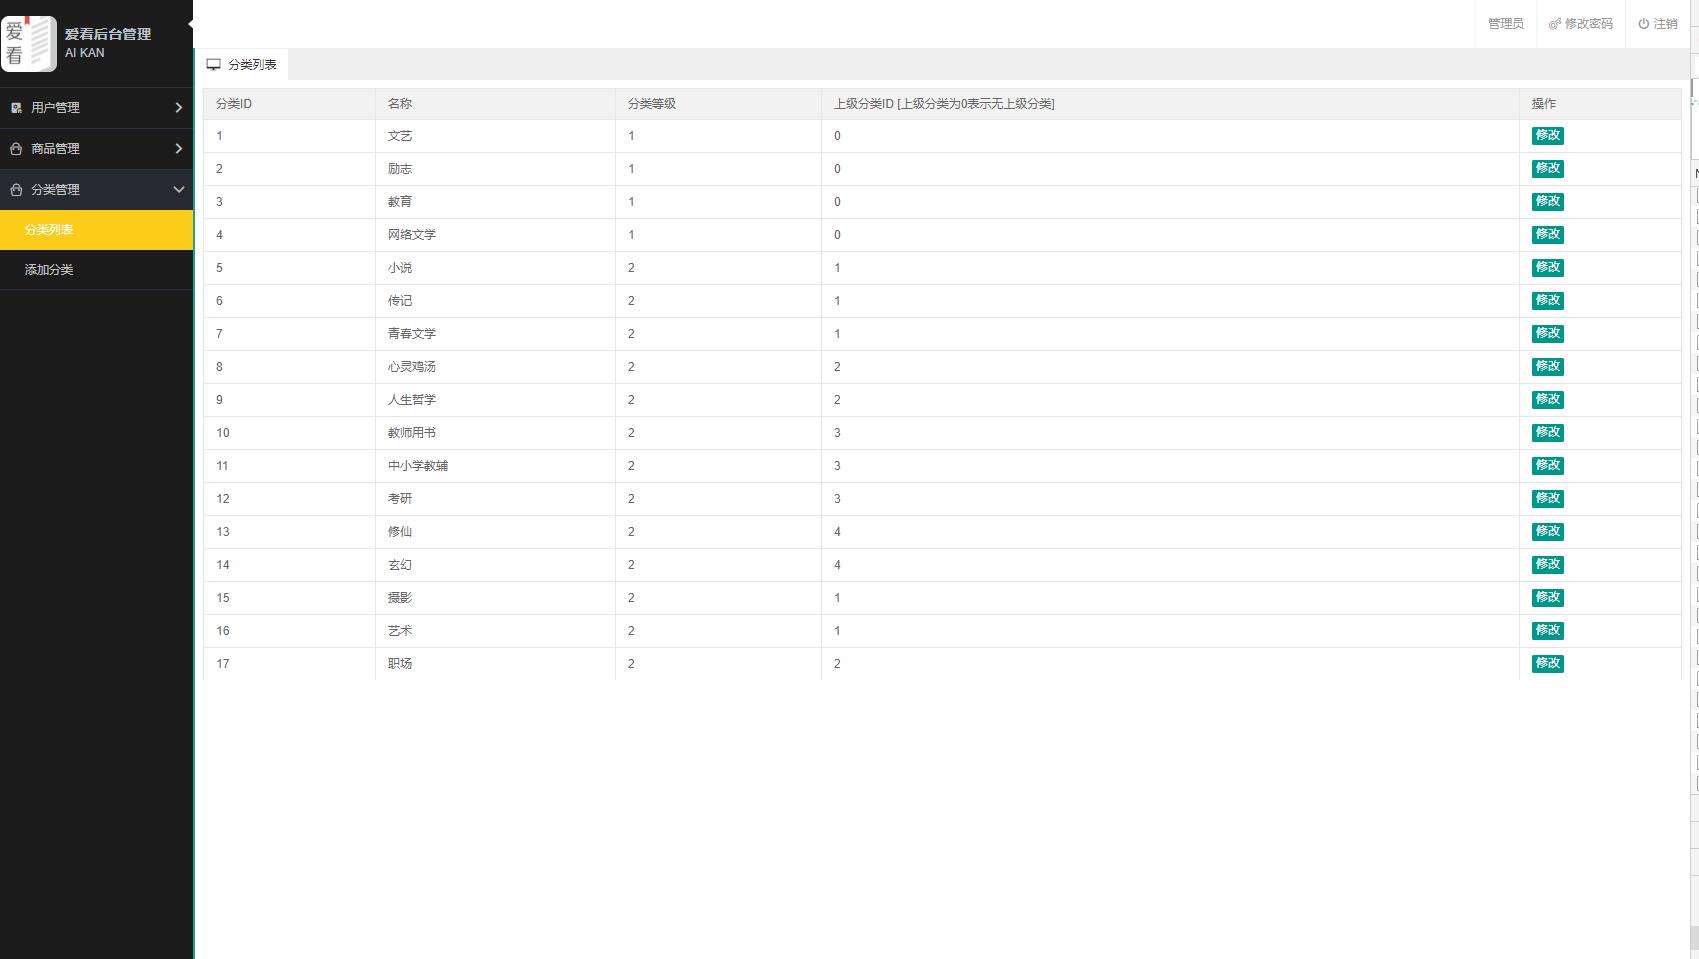 爱看
爱看后台管理
AI KAN
管理员 修改密码 注销
用户管理
商品管理
分类管理
分类列表
添加分类
分类列表
分类ID 名称 分类等级 上级分类ID [上级分类为0表示无上级分类] 操作
1 文艺 1 0 修改
2 励志 1 0 修改
3 教育 1 0 修改
4 网络文学 1 0 修改
5 小说 2 1 修改
6 传记 2 1 修改
7 青春文学 2 1 修改
8 心灵鸡汤 2 2 修改
9 人生哲学 2 2 修改
10 教师用书 2 3 修改
11 中小学教辅 2 3 修改
12 考研 2 3 修改
13 修仙 2 4 修改
14 玄幻 2 4 修改
15 摄影 2 1 修改
16 艺术 2 1 修改
17 职场 2 2 修改